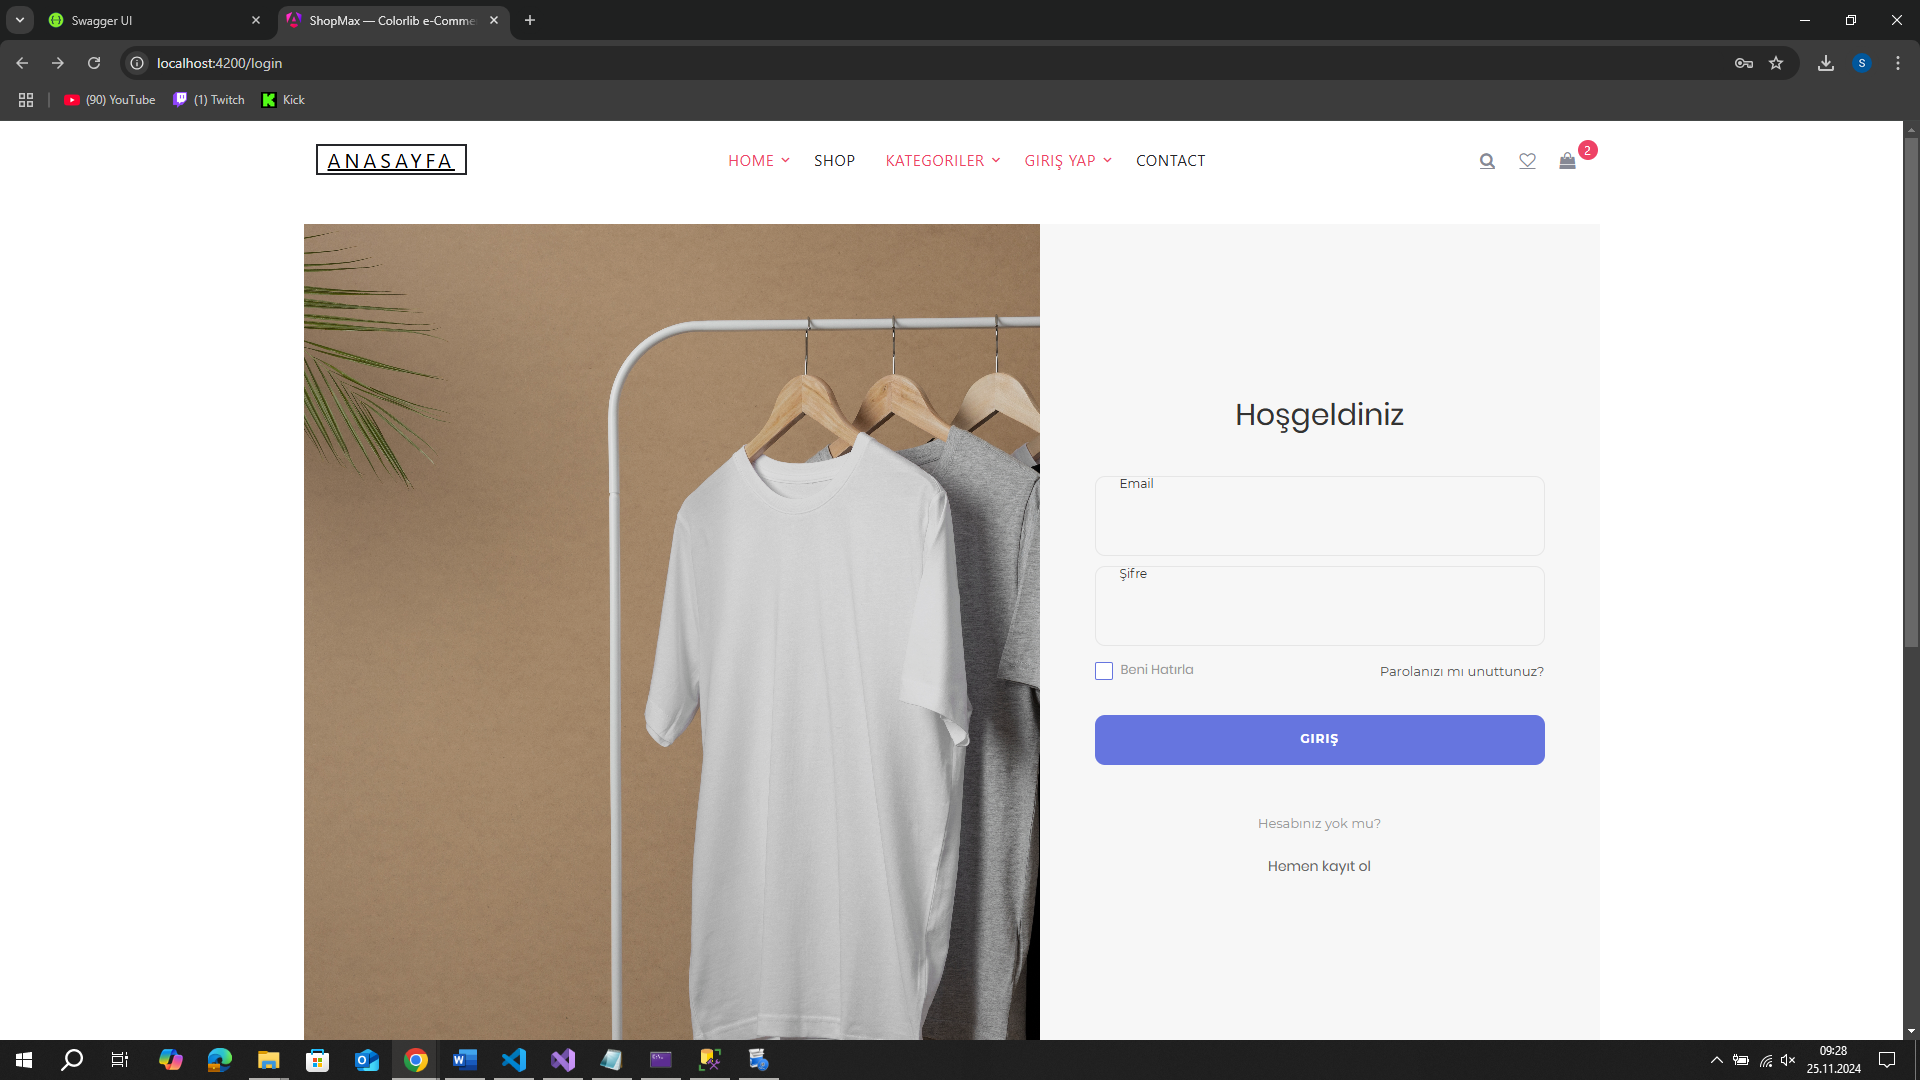 Swagger UI
ShopMax — Colorlib e-Comme
localhost:4200/login
(90) YouTube
(1) Twitch
Kick
ANASAYFA
HOME
SHOP
KATEGORILER
GIRIŞ YAP
CONTACT
2
Hoşgeldiniz
Email
Şifre
Beni Hatırla
Parolanızı mı unuttunuz?
GIRIŞ
Hesabınız yok mu?
Hemen kayıt ol
S
09:28
25.11.2024